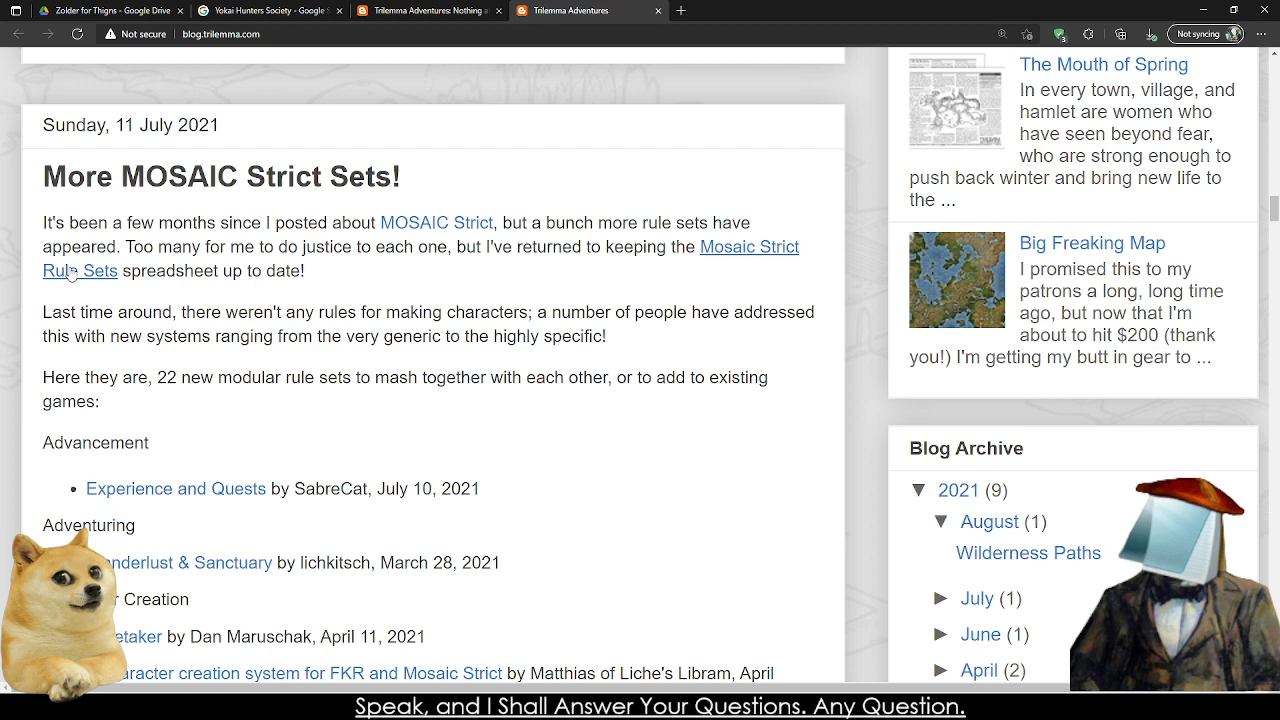 Zolder for Thigns - Google Drive
Yokai Hunters Society - Google S
Trilemma Adventures: Nothing a
Trilemma Adventures
Not secure
blog.trilemma.com
Not syncing
Sunday, 11 July 2021
More MOSAIC Strict Sets!
It's been a few months since I posted about MOSAIC Strict, but a bunch more rule sets have
appeared. Too many for me to do justice to each one, but I've returned to keeping the Mosaic Strict
Rule Sets spreadsheet up to date!
Last time around, there weren't any rules for making characters; a number of people have addressed
this with new systems ranging from the very generic to the highly specific!
Here they are, 22 new modular rule sets to mash together with each other, or to add to existing
games:
Advancement
Experience and Quests by SabreCat, July 10, 2021
Adventuring
nderlust & Sanctuary by lichkitsch, March 28, 2021
r Creation
etaker by Dan Maruschak, April 11, 2021
aracter creation system for FKR and Mosaic Strict by Matthias of Liche's Libram, April
The Mouth of Spring
In every town, village, and
hamlet are women who
have seen beyond fear,
who are strong enough to
push back winter and bring new life to
the ...
Big Freaking Map
I promised this to my
patrons a long, long time
ago, but now that I'm
about to hit $200 (thank
you!) I'm getting my butt in gear to ...
Blog Archive
▼ 2021 (9)
▼ August (1)
Wilderness Paths
► July (1)
► June (1)
► April (2)
Speak, and I Shall Answer Your Questions. Any Question.